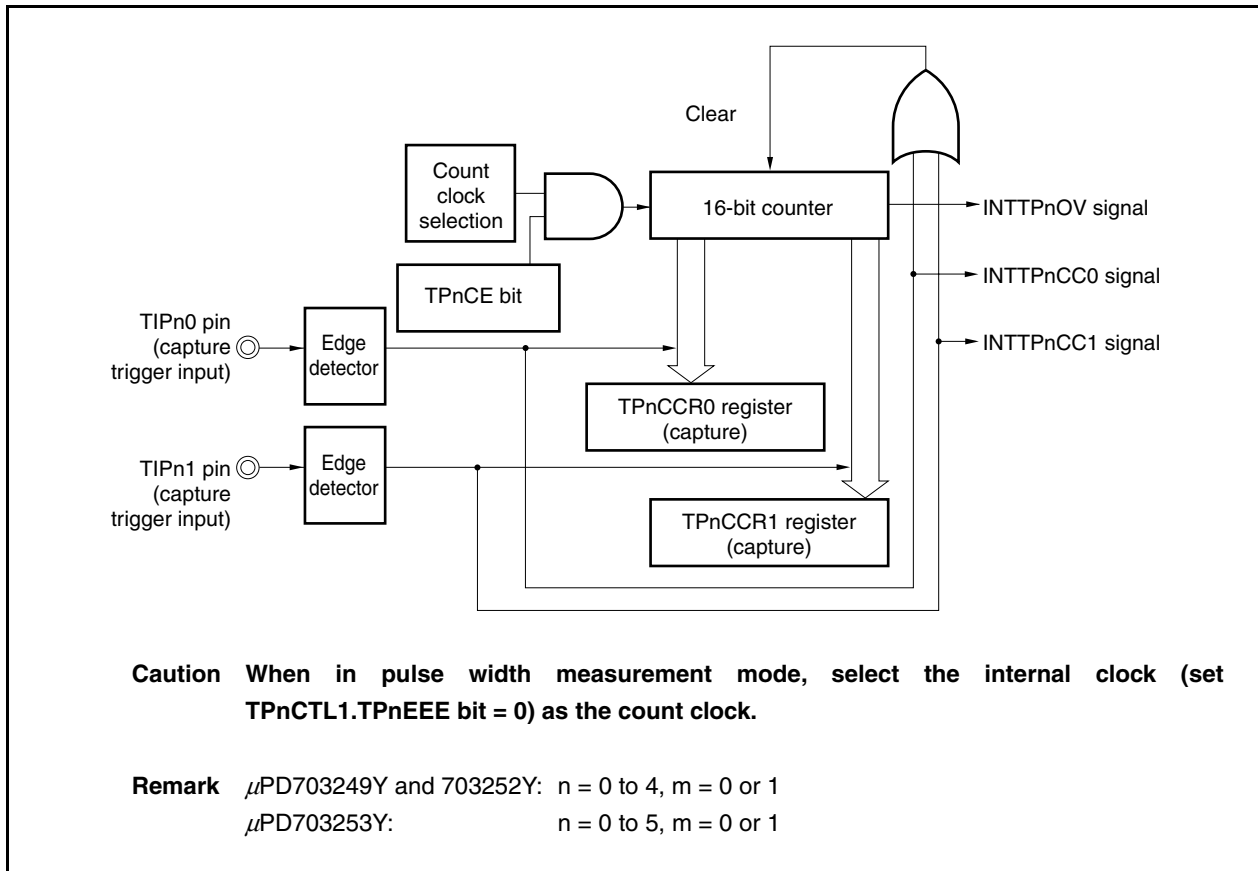 Clear
Count
clock
selection
16-bit counter
INTTPnOV signal
TPnCE bit
INTTPnCC0 signal
TIPn0 pin
(capture
trigger input)
Edge
detector
INTTPnCC1 signal
TPnCCR0 register
(capture)
TIPn1 pin
(capture
trigger input)
Edge
detector
TPnCCR1 register
(capture)
Caution When in pulse width measurement mode, select the internal clock (set
TPnCTL1.TPnEEE bit = 0) as the count clock.
Remark μPD703249Y and 703252Y: n = 0 to 4, m = 0 or 1
μPD703253Y: n = 0 to 5, m = 0 or 1